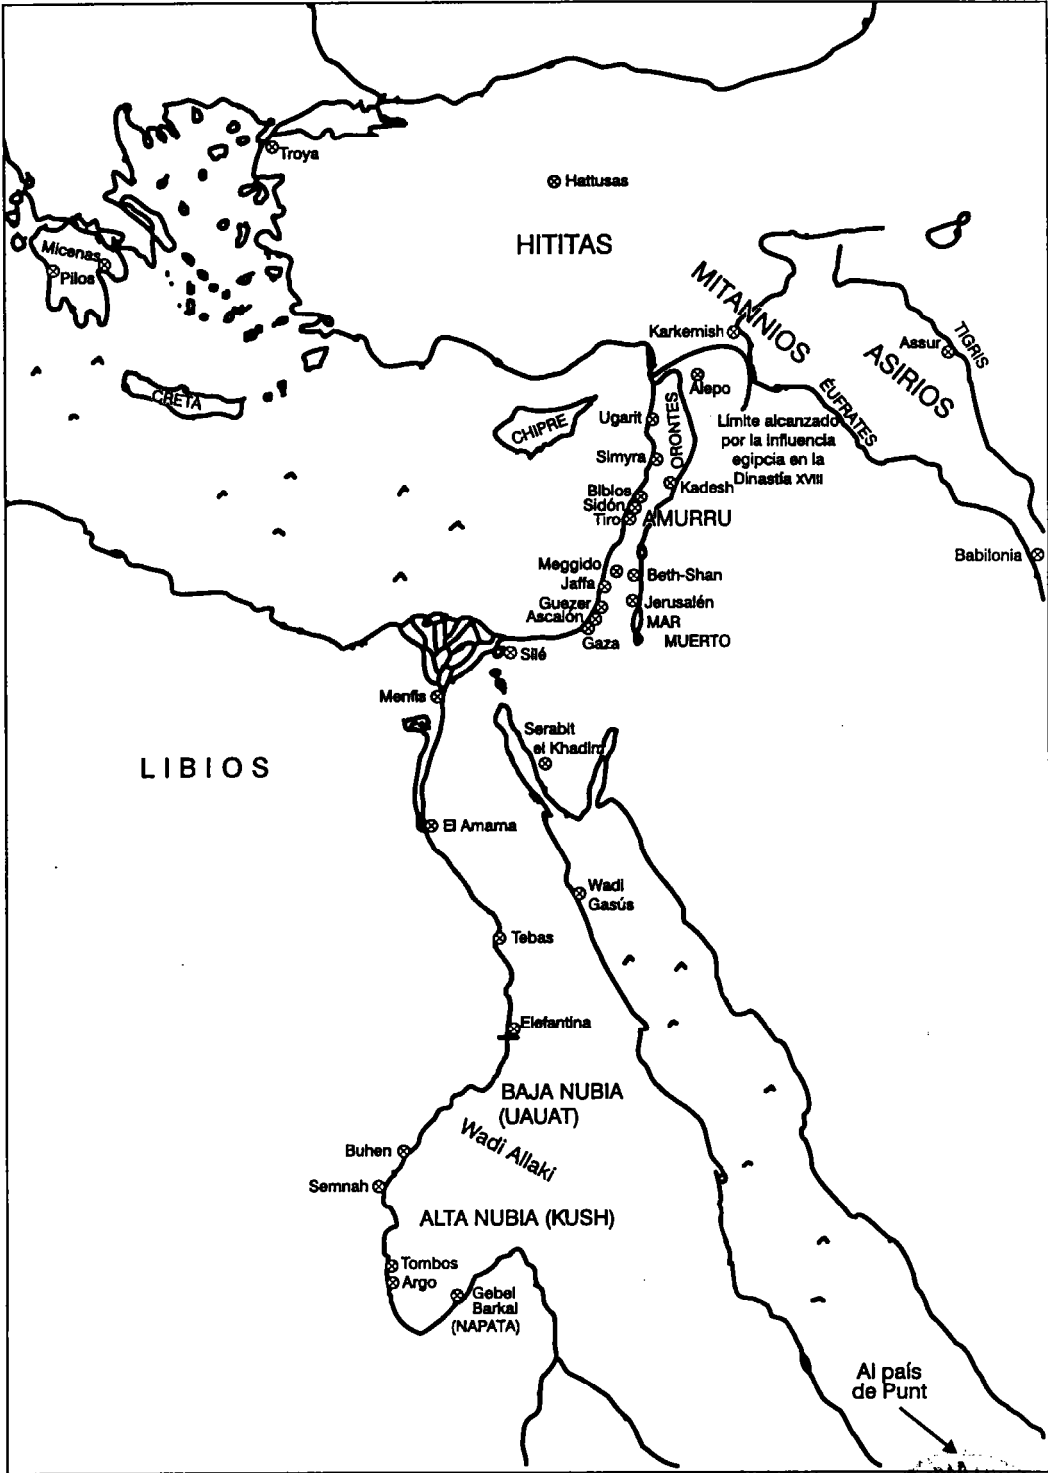 Troya
Hattusas
HITITAS
Micenas
Pilos
MITANNIOS
Karkemish
Assur
TIGRIS
ASIRIOS
Alepo
ÉUFRATES
CRETA
CHIPRE
Ugarit
ORONTES
Límite alcanzado
por la influencia
egipcia en la
Dinastía XVIII
Simyra
Kadesh
Biblos
Sidón
Tiro
AMURRU
Babilonia
Meggido
Beth-Shan
Jaffa
Guezer
Jerusalén
Ascalón
MAR
MUERTO
Gaza
Silé
Menfis
Serabit
el Khadim
LIBIOS
El Amarna
Wadi
Gasús
Tebas
Elefantina
BAJA NUBIA
(UAUAT)
Wadi Allaki
Buhen
Semnah
ALTA NUBIA (KUSH)
Tombos
Argo
Gebel
Barkal
(NAPATA)
Al país
de Punt